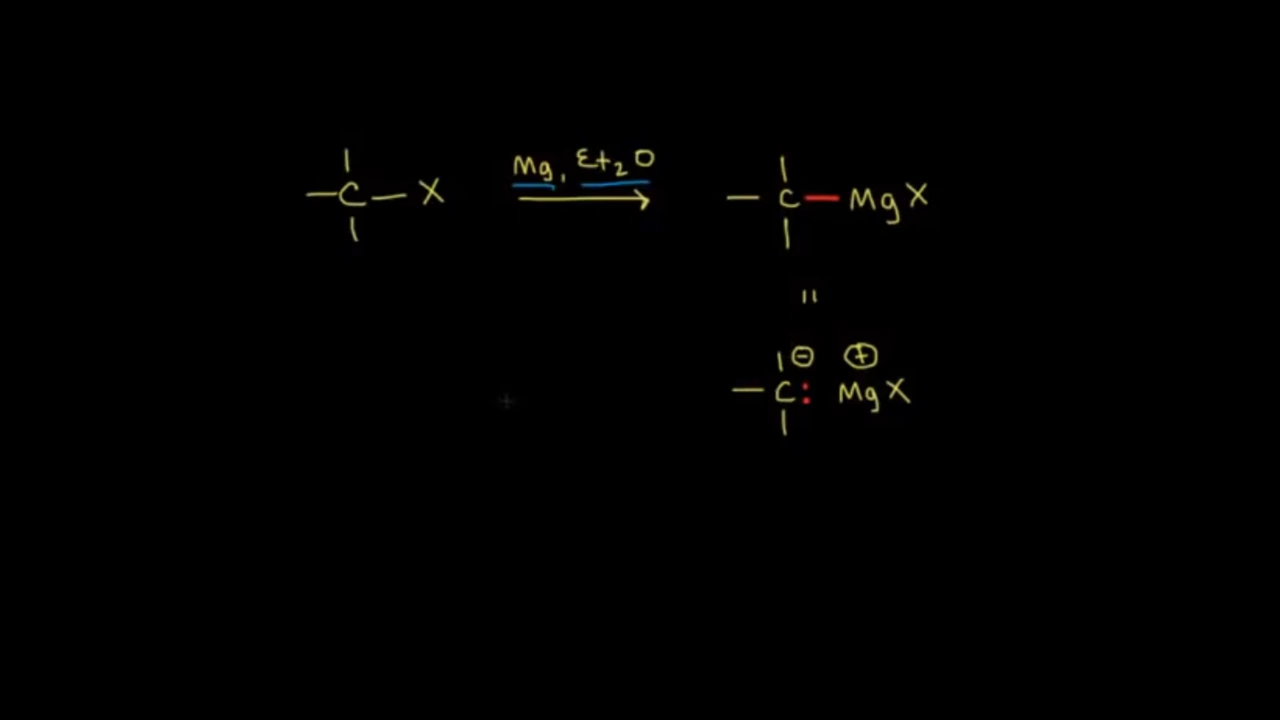 Mg, Et₂O
—C—X —C—MgX
"
⊖ ⊕
—C: MgX